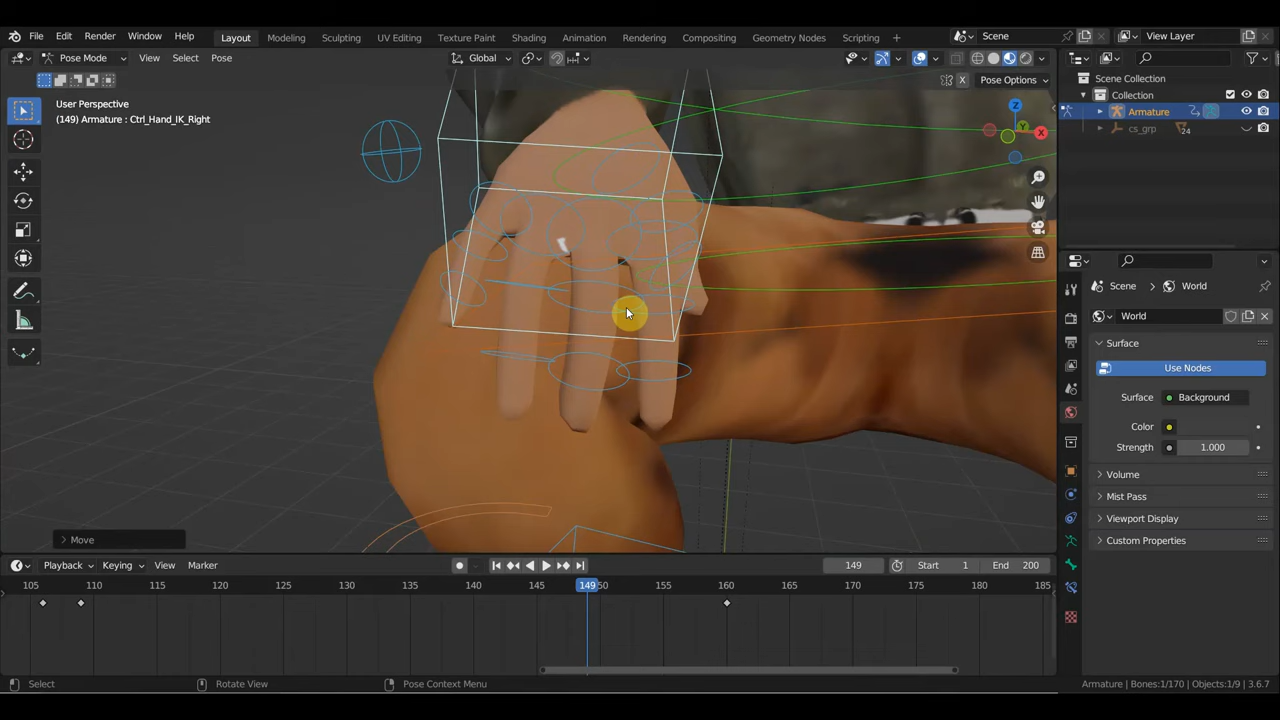 File Edit Render Window Help Layout Modeling Sculpting UV Editing Texture Paint Shading Animation Rendering Compositing Geometry Nodes Scripting + Scene View Layer
Pose Mode View Select Pose Global
X Pose Options
Scene Collection
Collection
Armature
cs_grp 24
User Perspective
(149) Armature : Ctrl_Hand_IK_Right
Z
Y
X
Scene > World
World
Surface
Use Nodes
Surface Background
Color
Strength 1.000
Volume
Mist Pass
Viewport Display
Custom Properties
> Move
Playback Keying View Marker 149 Start 1 End 200
105 110 115 120 125 130 135 140 145 149 50 155 160 165 170 175 180 185
Select Rotate View Pose Context Menu Armature | Bones:1/170 | Objects:1/9 | 3.6.7